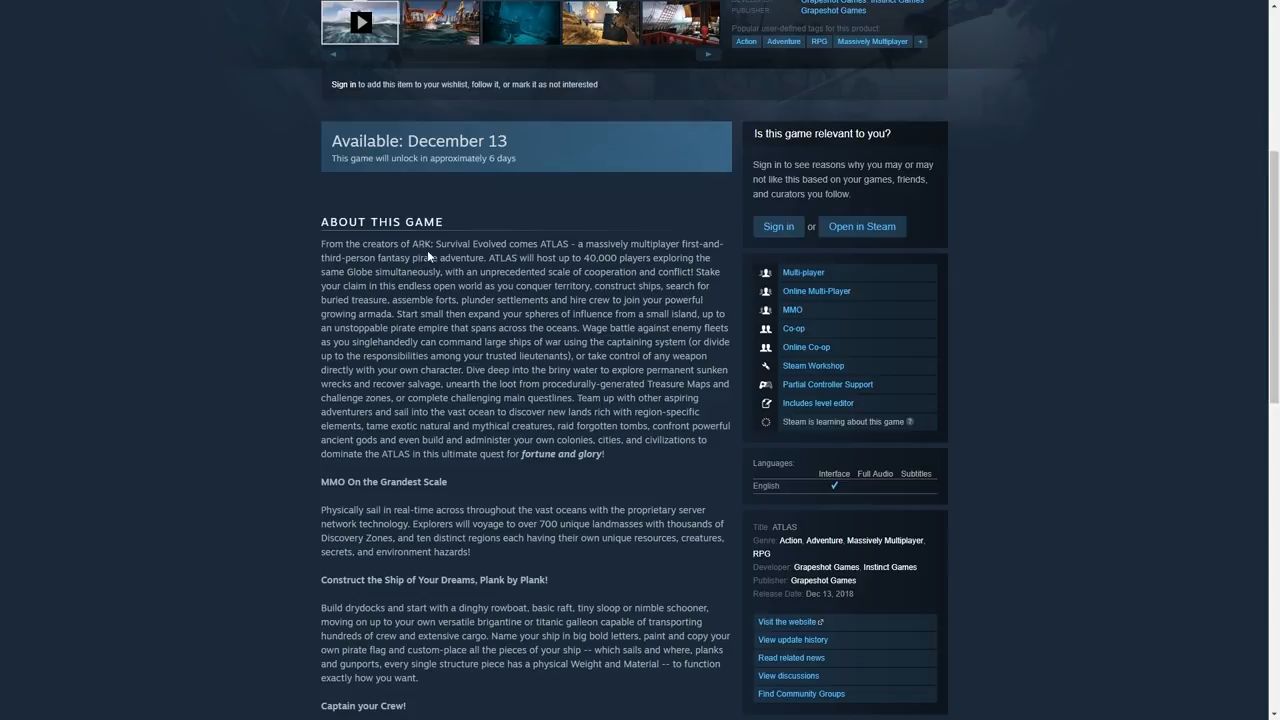 Grapeshot Games, Instinct Games
PUBLISHER: Grapeshot Games
Popular user-defined tags for this product:
Action Adventure RPG Massively Multiplayer +
Sign in to add this item to your wishlist, follow it, or mark it as not interested
Available: December 13
This game will unlock in approximately 6 days
ABOUT THIS GAME
From the creators of ARK: Survival Evolved comes ATLAS - a massively multiplayer first-and-
third-person fantasy pirate adventure. ATLAS will host up to 40,000 players exploring the
same Globe simultaneously, with an unprecedented scale of cooperation and conflict! Stake
your claim in this endless open world as you conquer territory, construct ships, search for
buried treasure, assemble forts, plunder settlements and hire crew to join your powerful
growing armada. Start small then expand your spheres of influence from a small island, up to
an unstoppable pirate empire that spans across the oceans. Wage battle against enemy fleets
as you singlehandedly can command large ships of war using the captaining system (or divide
up to the responsibilities among your trusted lieutenants), or take control of any weapon
directly with your own character. Dive deep into the briny water to explore permanent sunken
wrecks and recover salvage, unearth the loot from procedurally-generated Treasure Maps and
challenge zones, or complete challenging main questlines. Team up with other aspiring
adventurers and sail into the vast ocean to discover new lands rich with region-specific
elements, tame exotic natural and mythical creatures, raid forgotten tombs, confront powerful
ancient gods and even build and administer your own colonies, cities, and civilizations to
dominate the ATLAS in this ultimate quest for fortune and glory!
MMO On the Grandest Scale
Physically sail in real-time across throughout the vast oceans with the proprietary server
network technology. Explorers will voyage to over 700 unique landmasses with thousands of
Discovery Zones, and ten distinct regions each having their own unique resources, creatures,
secrets, and environment hazards!
Construct the Ship of Your Dreams, Plank by Plank!
Build drydocks and start with a dinghy rowboat, basic raft, tiny sloop or nimble schooner,
moving on up to your own versatile brigantine or titanic galleon capable of transporting
hundreds of crew and extensive cargo. Name your ship in big bold letters, paint and copy your
own pirate flag and custom-place all the pieces of your ship -- which sails and where, planks
and gunports, every single structure piece has a physical Weight and Material -- to function
exactly how you want.
Captain your Crew!
Is this game relevant to you?
Sign in to see reasons why you may or may
not like this based on your games, friends,
and curators you follow.
Sign in or Open in Steam
Multi-player
Online Multi-Player
MMO
Co-op
Online Co-op
Steam Workshop
Partial Controller Support
Includes level editor
Steam is learning about this game ?
Languages:
Interface Full Audio Subtitles
English ✔
Title: ATLAS
Genre: Action, Adventure, Massively Multiplayer,
RPG
Developer: Grapeshot Games, Instinct Games
Publisher: Grapeshot Games
Release Date: Dec 13, 2018
Visit the website
View update history
Read related news
View discussions
Find Community Groups